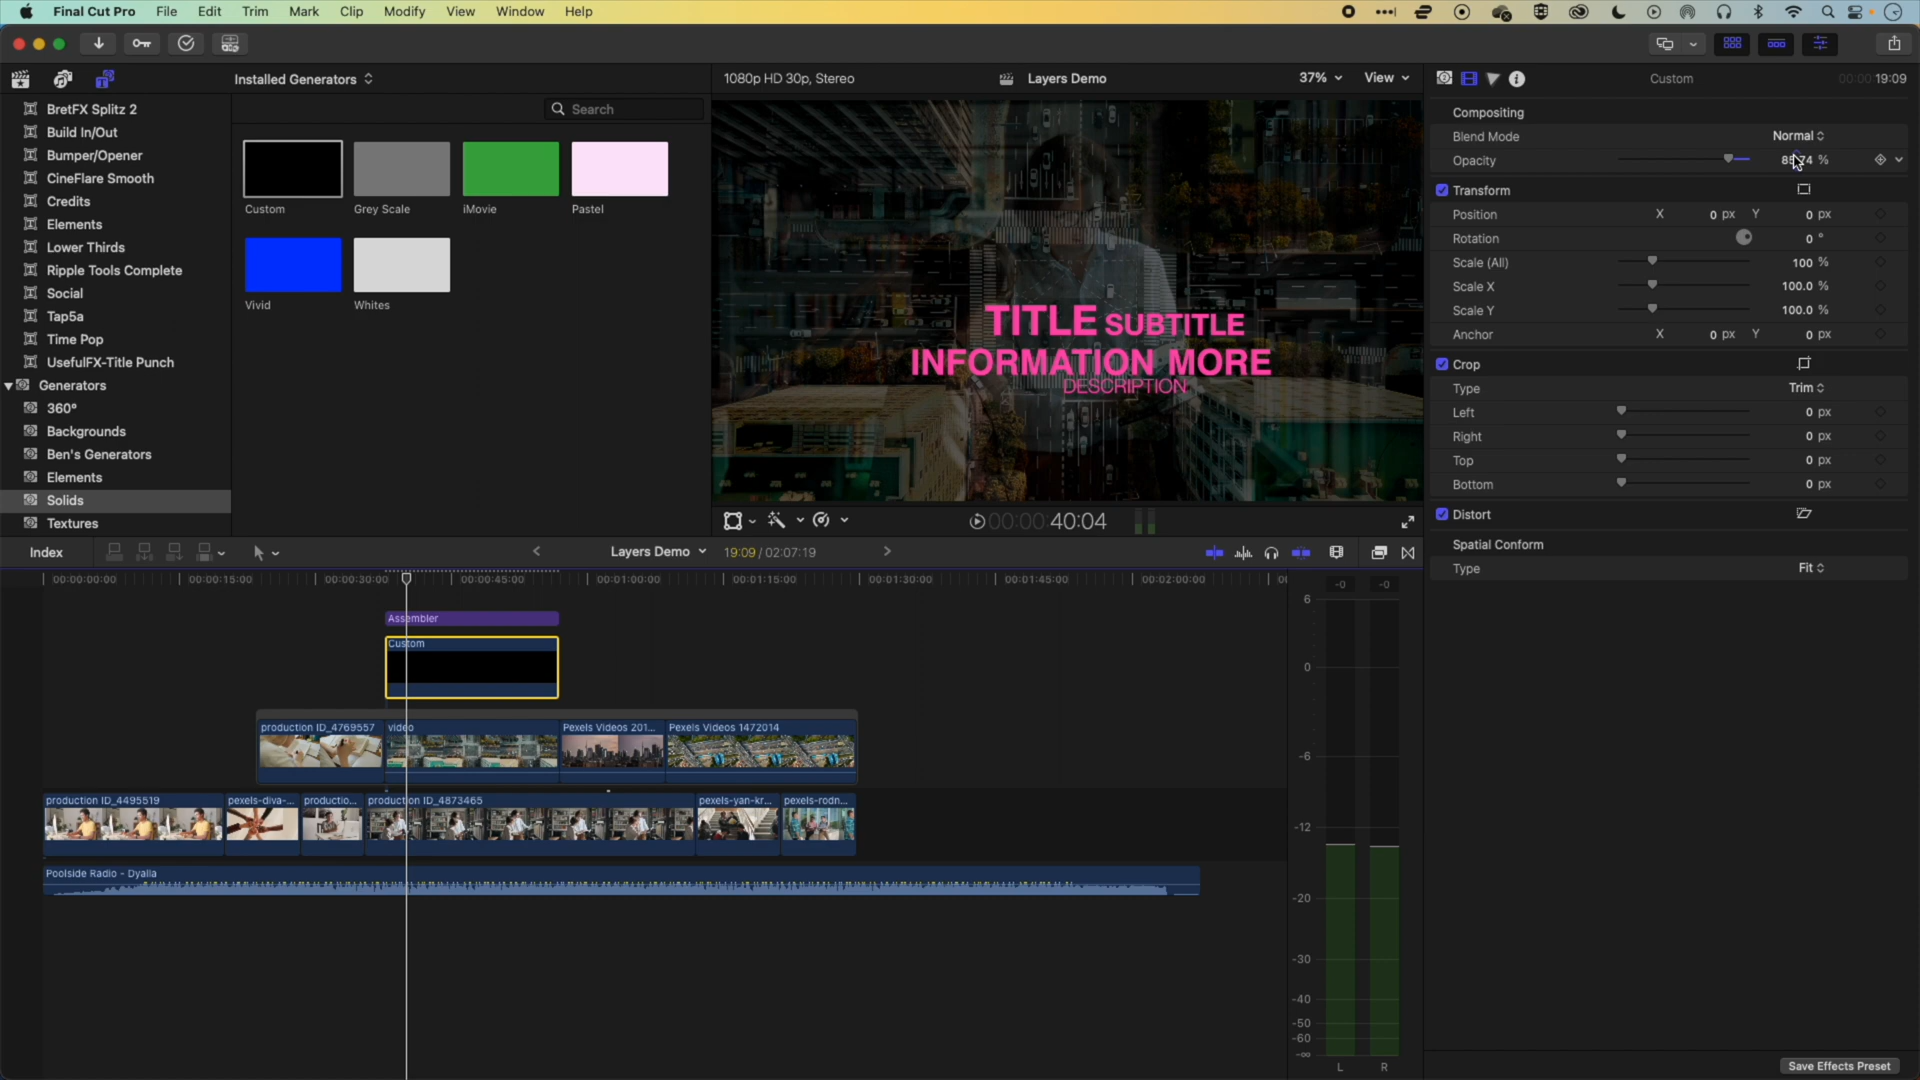 Final Cut Pro File Edit Trim Mark Clip Modify View Window Help
Installed Generators
1080p HD 30p, Stereo
Layers Demo
37%
View
Custom
19:09
BretFX Splitz 2
Build In/Out
Bumper/Opener
CineFlare Smooth
Credits
Elements
Lower Thirds
Ripple Tools Complete
Social
Tap5a
Time Pop
UsefulFX-Title Punch
Generators
360°
Backgrounds
Ben's Generators
Elements
Solids
Textures
Search
Custom
Grey Scale
iMovie
Pastel
Vivid
Whites
TITLE SUBTITLE
INFORMATION MORE
DESCRIPTION
00:00:00:40:04
Compositing
Blend Mode Normal
Opacity %
Transform
Position X 0 px Y 0 px
Rotation 0 °
Scale (All) 100 %
Scale X 100.0 %
Scale Y 100.0 %
Anchor X 0 px Y 0 px
Crop
Type Trim
Left 0 px
Right 0 px
Top 0 px
Bottom 0 px
Distort
Spatial Conform
Type Fit
Save Effects Preset
Index
Layers Demo
19:09 / 02:07:19
00:00:00:00
00:00:15:00
00:00:30:00
00:00:45:00
00:01:00:00
00:01:15:00
00:01:30:00
00:01:45:00
00:02:00:00
Assembler
Custom
production ID_4769557
video
Pexels Videos 201...
Pexels Videos 1472014
production ID_4495519
pexels-diva-...
productio...
production ID_4873465
pexels-yan-kr...
pexels-rodn...
Poolside Radio - Dyalla
-0 -0
6
0
-6
-12
-20
-30
-40
-50
-60
-∞
L R